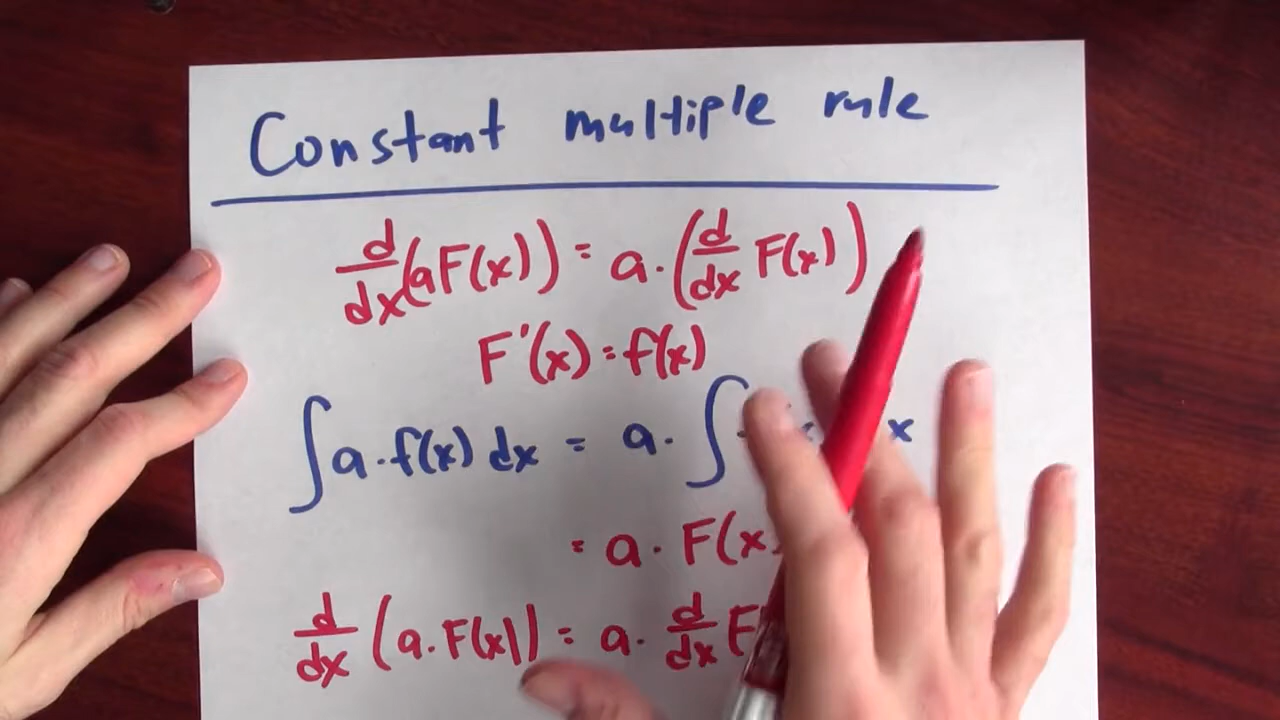 Constant multiple rule
d/dx (aF(x)) = a·(d/dx F(x))
F'(x) = f(x)
∫a·f(x) dx = a·∫ x
= a·F(x
d/dx (a.F(x)) = a·d/dx F